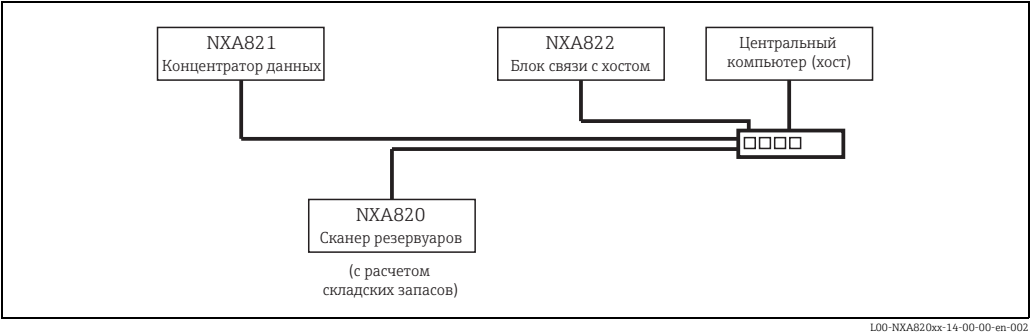 NXA821
Концентратор данных
NXA822
Блок связи с хостом
Центральный
компьютер (хост)
NXA820
Сканер резервуаров
(с расчетом
складских запасов)
L00-NXA820xx-14-00-00-en-002